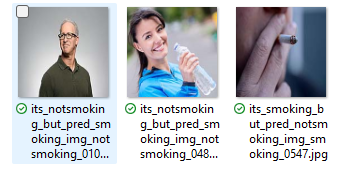 its_notsmokin
g_but_pred_sm
oking_img_not
smoking_010...
its_notsmokin
g_but_pred_sm
oking_img_not
smoking_048...
its_smoking_b
ut_pred_notsm
oking_img_sm
oking_0547.jpg